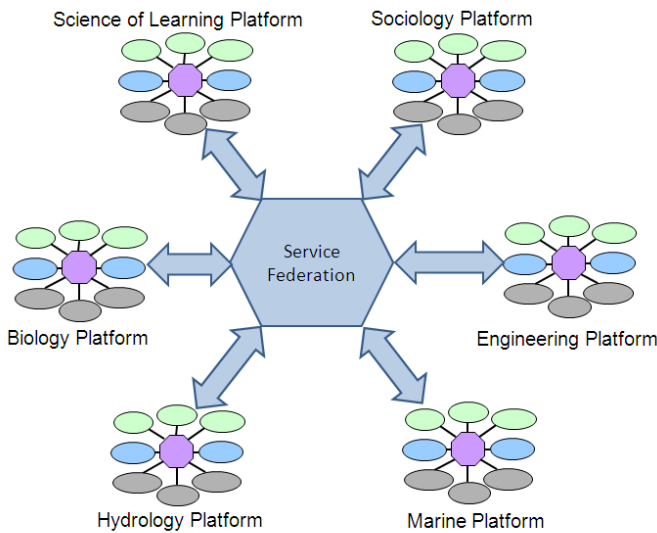 Science of Learning Platform
Sociology Platform
Service
Federation
Biology Platform
Engineering Platform
Hydrology Platform
Marine Platform